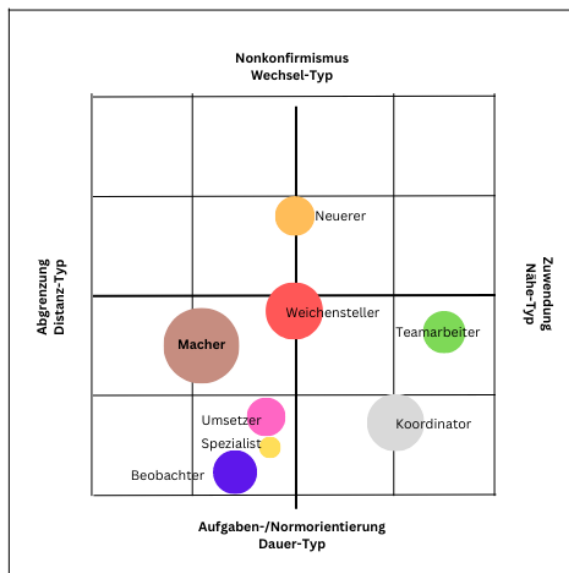 Nonkonfirmismus
Wechsel-Typ
Neuerer
Abgrenzung
Distanz-Typ
Zuwendung
Nähe-Typ
Weichensteller
Teamarbeiter
Macher
Umsetzer
Koordinator
Spezialist
Beobachter
Aufgaben-/Normorientierung
Dauer-Typ